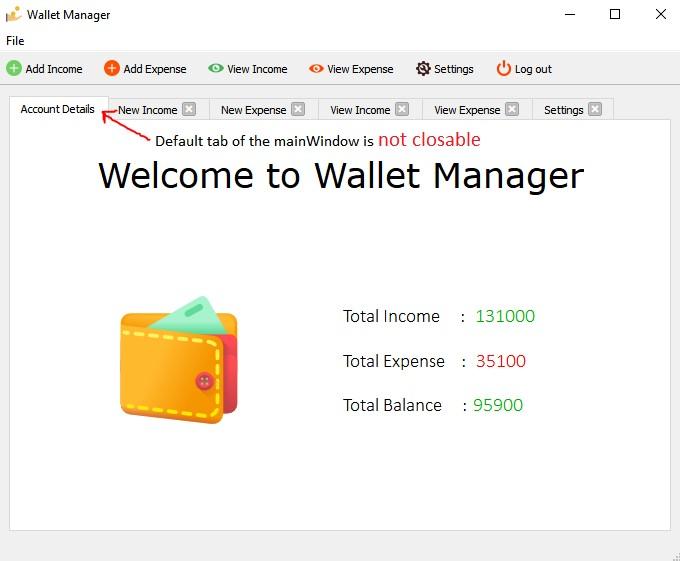 Wallet Manager
File
Add Income Add Expense View Income View Expense Settings Log out
Account Details New Income New Expense View Income View Expense Settings
Default tab of the mainWindow is not closable
Welcome to Wallet Manager
Total Income : 131000
Total Expense : 35100
Total Balance : 95900